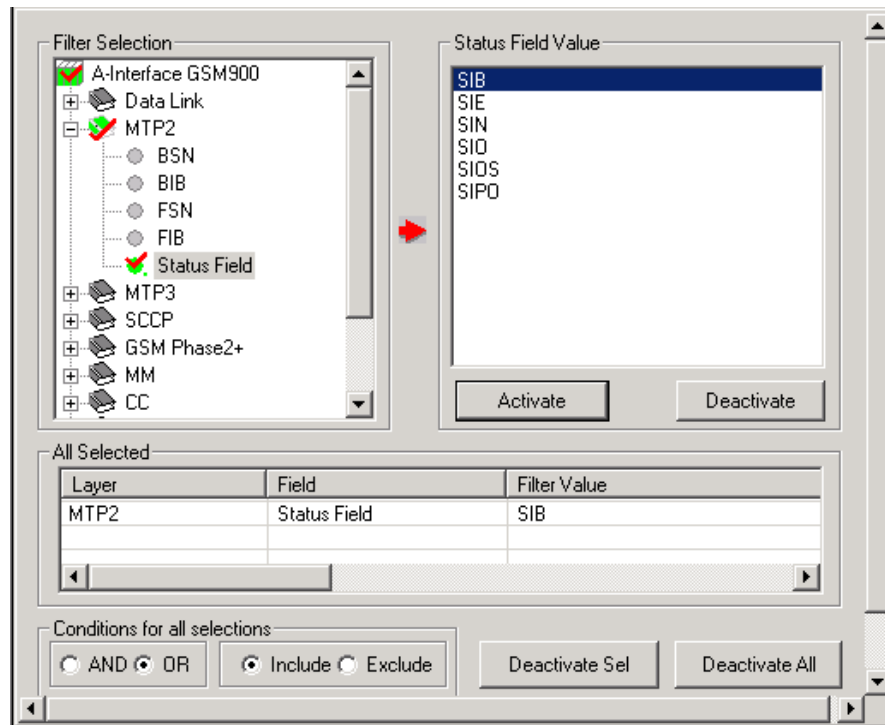 Filter Selection
A-Interface GSM900
Data Link
MTP2
BSN
BIB
FSN
FIB
Status Field
MTP3
SCCP
GSM Phase2+
MM
CC
Status Field Value
SIB
SIE
SIN
SIO
SIOS
SIPO
Activate
Deactivate
All Selected
Layer Field Filter Value
MTP2 Status Field SIB
Conditions for all selections
AND OR
Include Exclude
Deactivate Sel
Deactivate All